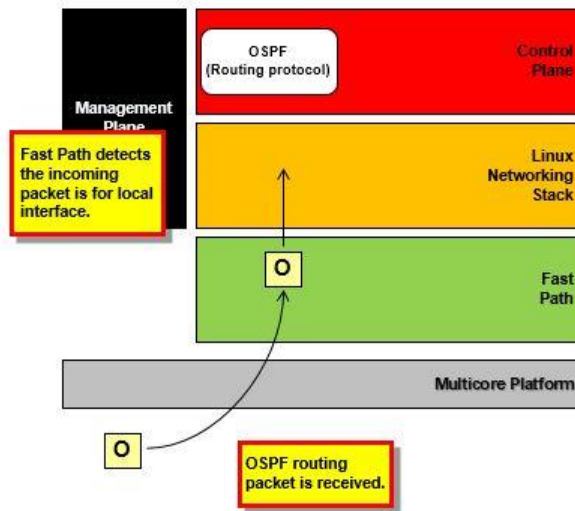 OSPF
(Routing protocol)
Control
Plane
Management
Plane
Fast Path detects
the incoming
packet is for local
interface.
Linux
Networking
Stack
O
Fast
Path
Multicore Platform
O
OSPF routing
packet is received.